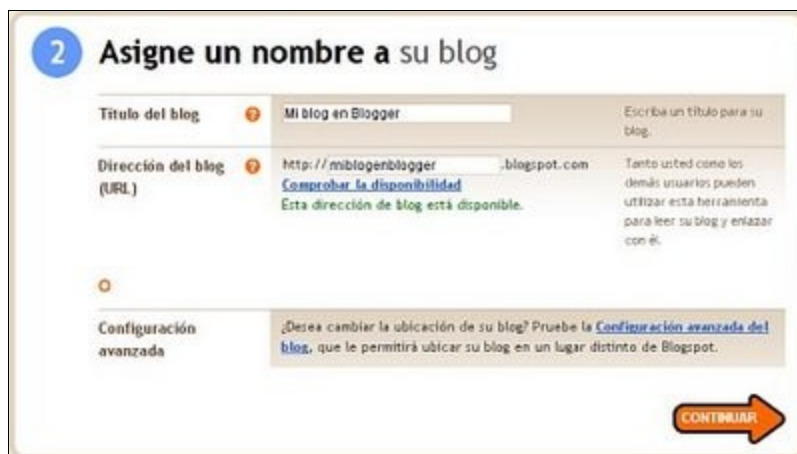 2 Asigne un nombre a su blog
Título del blog
Mi blog en Blogger
Escriba un título para su
blog.
Dirección del blog
(URL)
http:// miblogenblogger .blogspot.com
Comprobar la disponibilidad
Esta dirección de blog está disponible.
Tanto usted como los
demás usuarios pueden
utilizar esta herramienta
para leer su blog y enlazar
con él.
O
Configuración
avanzada
¿Desea cambiar la ubicación de su blog? Pruebe la Configuración avanzada del
blog, que le permitirá ubicar su blog en un lugar distinto de Blogspot.
CONTINUAR